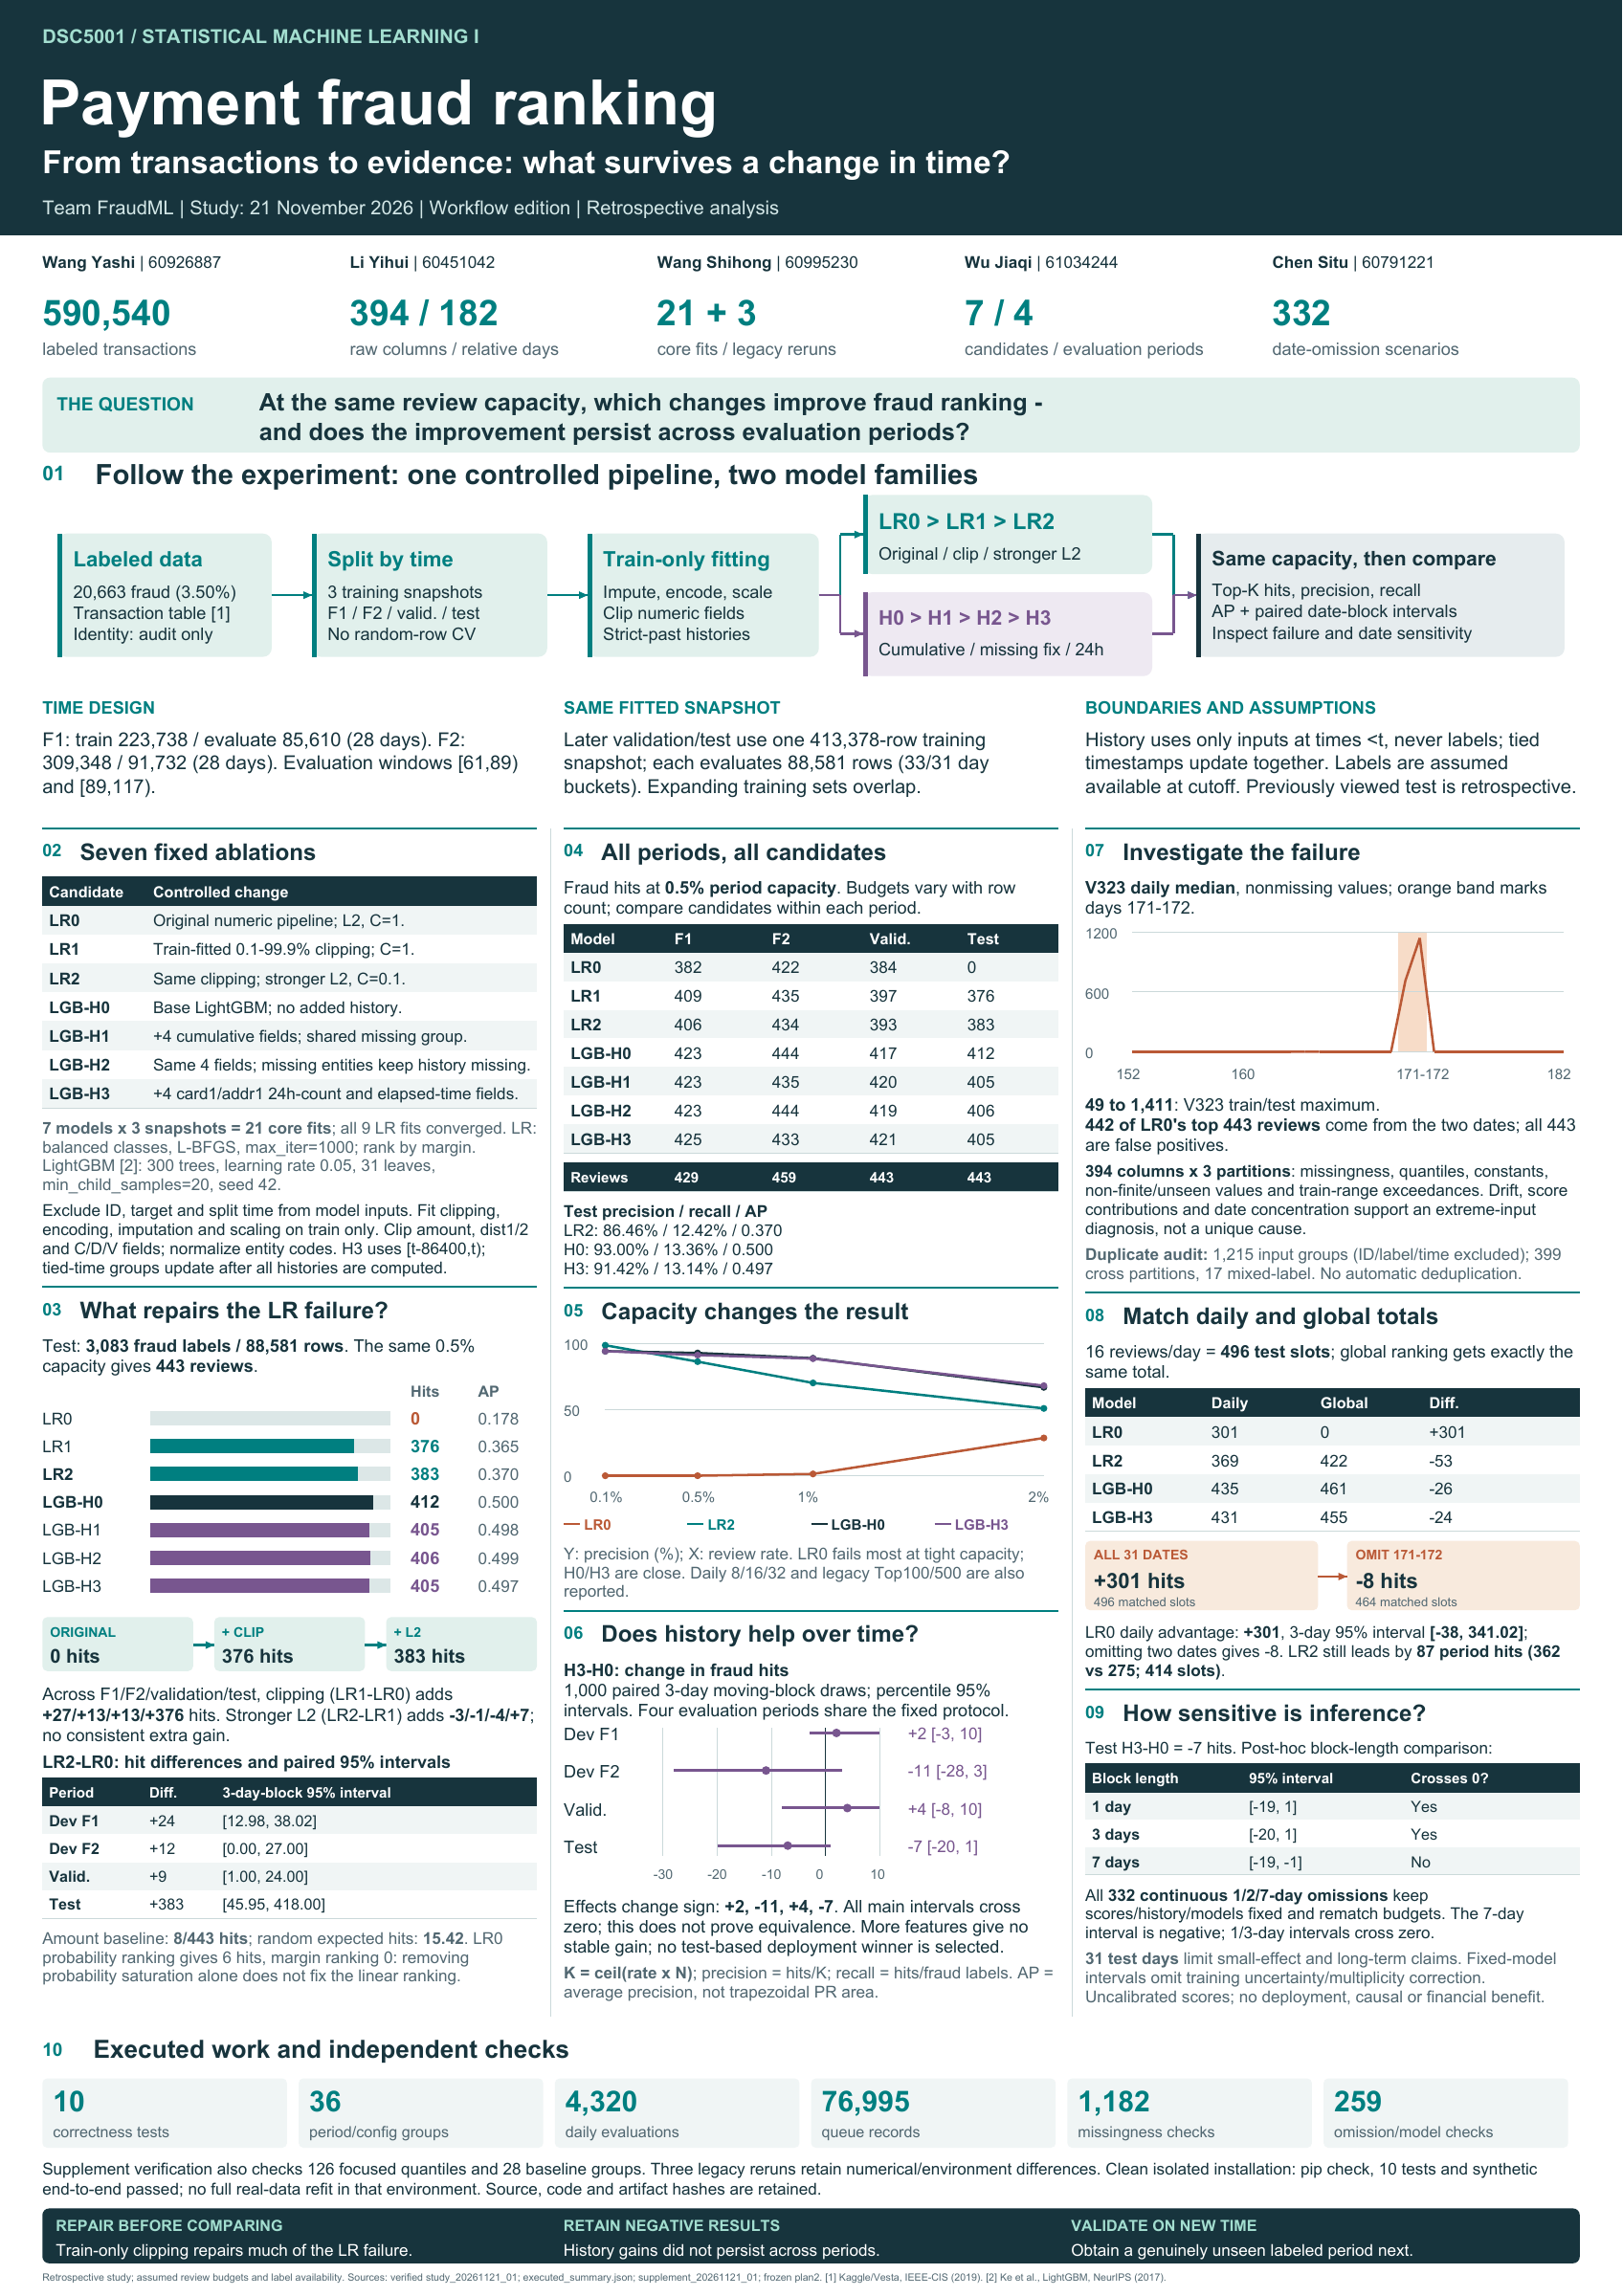 DSC5001 / STATISTICAL MACHINE LEARNING I
Payment fraud ranking
From transactions to evidence: what survives a change in time?
Team FraudML | Study: 21 November 2026 | Workflow edition | Retrospective analysis
Wang Yashi | 60926887
Li Yihui | 60451042
Wang Shihong | 60995230
Wu Jiaqi | 61034244
Chen Situ | 60791221
590,540
labeled transactions
394 / 182
raw columns / relative days
21 + 3
core fits / legacy reruns
7 / 4
candidates / evaluation periods
332
date-omission scenarios
THE QUESTION
At the same review capacity, which changes improve fraud ranking -
and does the improvement persist across evaluation periods?
01 Follow the experiment: one controlled pipeline, two model families
Labeled data
20,663 fraud (3.50%)
Transaction table [1]
Identity: audit only
Split by time
3 training snapshots
F1 / F2 / valid. / test
No random-row CV
Train-only fitting
Impute, encode, scale
Clip numeric fields
Strict-past histories
LR0 > LR1 > LR2
Original / clip / stronger L2
H0 > H1 > H2 > H3
Cumulative / missing fix / 24h
Same capacity, then compare
Top-K hits, precision, recall
AP + paired date-block intervals
Inspect failure and date sensitivity
TIME DESIGN
F1: train 223,738 / evaluate 85,610 (28 days). F2:
309,348 / 91,732 (28 days). Evaluation windows [61,89)
and [89,117).
SAME FITTED SNAPSHOT
Later validation/test use one 413,378-row training
snapshot; each evaluates 88,581 rows (33/31 day
buckets). Expanding training sets overlap.
BOUNDARIES AND ASSUMPTIONS
History uses only inputs at times <t, never labels; tied
timestamps update together. Labels are assumed
available at cutoff. Previously viewed test is retrospective.
02 Seven fixed ablations
Candidate Controlled change
LR0 Original numeric pipeline; L2, C=1.
LR1 Train-fitted 0.1-99.9% clipping; C=1.
LR2 Same clipping; stronger L2, C=0.1.
LGB-H0 Base LightGBM; no added history.
LGB-H1 +4 cumulative fields; shared missing group.
LGB-H2 Same 4 fields; missing entities keep history missing.
LGB-H3 +4 card1/addr1 24h-count and elapsed-time fields.
7 models x 3 snapshots = 21 core fits; all 9 LR fits converged. LR:
balanced classes, L-BFGS, max_iter=1000; rank by margin.
LightGBM [2]: 300 trees, learning rate 0.05, 31 leaves,
min_child_samples=20, seed 42.
Exclude ID, target and split time from model inputs. Fit clipping,
encoding, imputation and scaling on train only. Clip amount, dist1/2
and C/D/V fields; normalize entity codes. H3 uses [t-86400,t);
tied-time groups update after all histories are computed.
03 What repairs the LR failure?
Test: 3,083 fraud labels / 88,581 rows. The same 0.5%
capacity gives 443 reviews.
Hits AP
LR0 0 0.178
LR1 376 0.365
LR2 383 0.370
LGB-H0 412 0.500
LGB-H1 405 0.498
LGB-H2 406 0.499
LGB-H3 405 0.497
ORIGINAL
0 hits
+ CLIP
376 hits
+ L2
383 hits
Across F1/F2/validation/test, clipping (LR1-LR0) adds
+27/+13/+13/+376 hits. Stronger L2 (LR2-LR1) adds -3/-1/-4/+7;
no consistent extra gain.
LR2-LR0: hit differences and paired 95% intervals
Period Diff. 3-day-block 95% interval
Dev F1 +24 [12.98, 38.02]
Dev F2 +12 [0.00, 27.00]
Valid. +9 [1.00, 24.00]
Test +383 [45.95, 418.00]
Amount baseline: 8/443 hits; random expected hits: 15.42. LR0
probability ranking gives 6 hits, margin ranking 0: removing
probability saturation alone does not fix the linear ranking.
04 All periods, all candidates
Fraud hits at 0.5% period capacity. Budgets vary with row
count; compare candidates within each period.
Model F1 F2 Valid. Test
LR0 382 422 384 0
LR1 409 435 397 376
LR2 406 434 393 383
LGB-H0 423 444 417 412
LGB-H1 423 435 420 405
LGB-H2 423 444 419 406
LGB-H3 425 433 421 405
Reviews 429 459 443 443
Test precision / recall / AP
LR2: 86.46% / 12.42% / 0.370
H0: 93.00% / 13.36% / 0.500
H3: 91.42% / 13.14% / 0.497
05 Capacity changes the result
100
50
0
0.1% 0.5% 1% 2%
LR0 LR2 LGB-H0 LGB-H3
Y: precision (%); X: review rate. LR0 fails most at tight capacity;
H0/H3 are close. Daily 8/16/32 and legacy Top100/500 are also
reported.
06 Does history help over time?
H3-H0: change in fraud hits
1,000 paired 3-day moving-block draws; percentile 95%
intervals. Four evaluation periods share the fixed protocol.
Dev F1 +2 [-3, 10]
Dev F2 -11 [-28, 3]
Valid. +4 [-8, 10]
Test -7 [-20, 1]
-30 -20 -10 0 10
Effects change sign: +2, -11, +4, -7. All main intervals cross
zero; this does not prove equivalence. More features give no
stable gain; no test-based deployment winner is selected.
K = ceil(rate x N); precision = hits/K; recall = hits/fraud labels. AP =
average precision, not trapezoidal PR area.
07 Investigate the failure
V323 daily median, nonmissing values; orange band marks
days 171-172.
1200
600
0
152 160 171-172 182
49 to 1,411: V323 train/test maximum.
442 of LR0's top 443 reviews come from the two dates; all 443
are false positives.
394 columns x 3 partitions: missingness, quantiles, constants,
non-finite/unseen values and train-range exceedances. Drift, score
contributions and date concentration support an extreme-input
diagnosis, not a unique cause.
Duplicate audit: 1,215 input groups (ID/label/time excluded); 399
cross partitions, 17 mixed-label. No automatic deduplication.
08 Match daily and global totals
16 reviews/day = 496 test slots; global ranking gets exactly the
same total.
Model Daily Global Diff.
LR0 301 0 +301
LR2 369 422 -53
LGB-H0 435 461 -26
LGB-H3 431 455 -24
ALL 31 DATES
+301 hits
496 matched slots
OMIT 171-172
-8 hits
464 matched slots
LR0 daily advantage: +301, 3-day 95% interval [-38, 341.02];
omitting two dates gives -8. LR2 still leads by 87 period hits (362
vs 275; 414 slots).
09 How sensitive is inference?
Test H3-H0 = -7 hits. Post-hoc block-length comparison:
Block length 95% interval Crosses 0?
1 day [-19, 1] Yes
3 days [-20, 1] Yes
7 days [-19, -1] No
All 332 continuous 1/2/7-day omissions keep
scores/history/models fixed and rematch budgets. The 7-day
interval is negative; 1/3-day intervals cross zero.
31 test days limit small-effect and long-term claims. Fixed-model
intervals omit training uncertainty/multiplicity correction.
Uncalibrated scores; no deployment, causal or financial benefit.
10 Executed work and independent checks
10
correctness tests
36
period/config groups
4,320
daily evaluations
76,995
queue records
1,182
missingness checks
259
omission/model checks
Supplement verification also checks 126 focused quantiles and 28 baseline groups. Three legacy reruns retain numerical/environment differences. Clean isolated installation: pip check, 10 tests and synthetic
end-to-end passed; no full real-data refit in that environment. Source, code and artifact hashes are retained.
REPAIR BEFORE COMPARING
Train-only clipping repairs much of the LR failure.
RETAIN NEGATIVE RESULTS
History gains did not persist across periods.
VALIDATE ON NEW TIME
Obtain a genuinely unseen labeled period next.
Retrospective study; assumed review budgets and label availability. Sources: verified study_20261121_01; executed_summary.json; supplement_20261121_01; frozen plan2. [1] Kaggle/Vesta, IEEE-CIS (2019). [2] Ke et al., LightGBM, NeurIPS (2017).